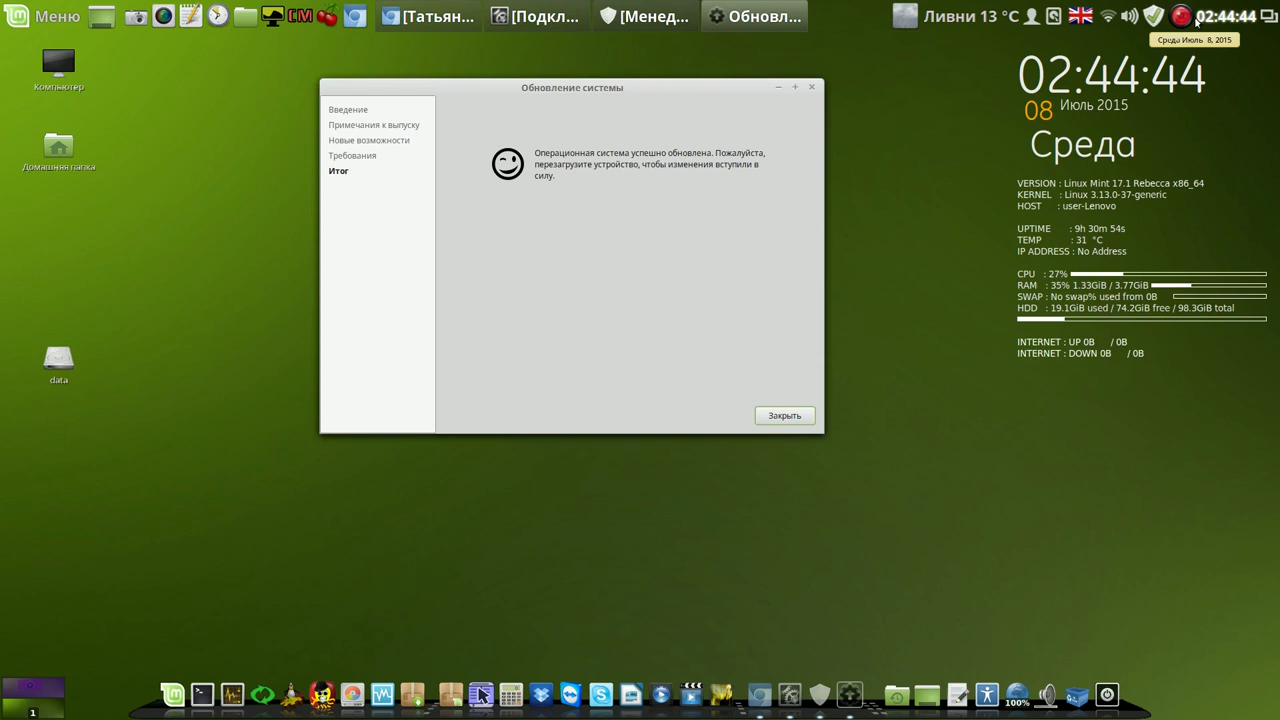 Меню
[Татьян...
[Подкл...
[Менед...
Обновл...
Ливни 13 °C
02:44:44
Среда Июль 8, 2015
Компьютер
Домашняя папка
data
Обновление системы
Введение
Примечания к выпуску
Новые возможности
Требования
Итог
Операционная система успешно обновлена. Пожалуйста,
перезагрузите устройство, чтобы изменения вступили в
силу.
Закрыть
02:44:44
08 Июль 2015
Среда
VERSION : Linux Mint 17.1 Rebecca x86_64
KERNEL : Linux 3.13.0-37-generic
HOST : user-Lenovo
UPTIME : 9h 30m 54s
TEMP : 31 °C
IP ADDRESS : No Address
CPU : 27%
RAM : 35% 1.33GiB / 3.77GiB
SWAP : No swap% used from 0B
HDD : 19.1GiB used / 74.2GiB free / 98.3GiB total
INTERNET : UP 0B / 0B
INTERNET : DOWN 0B / 0B
1
100%